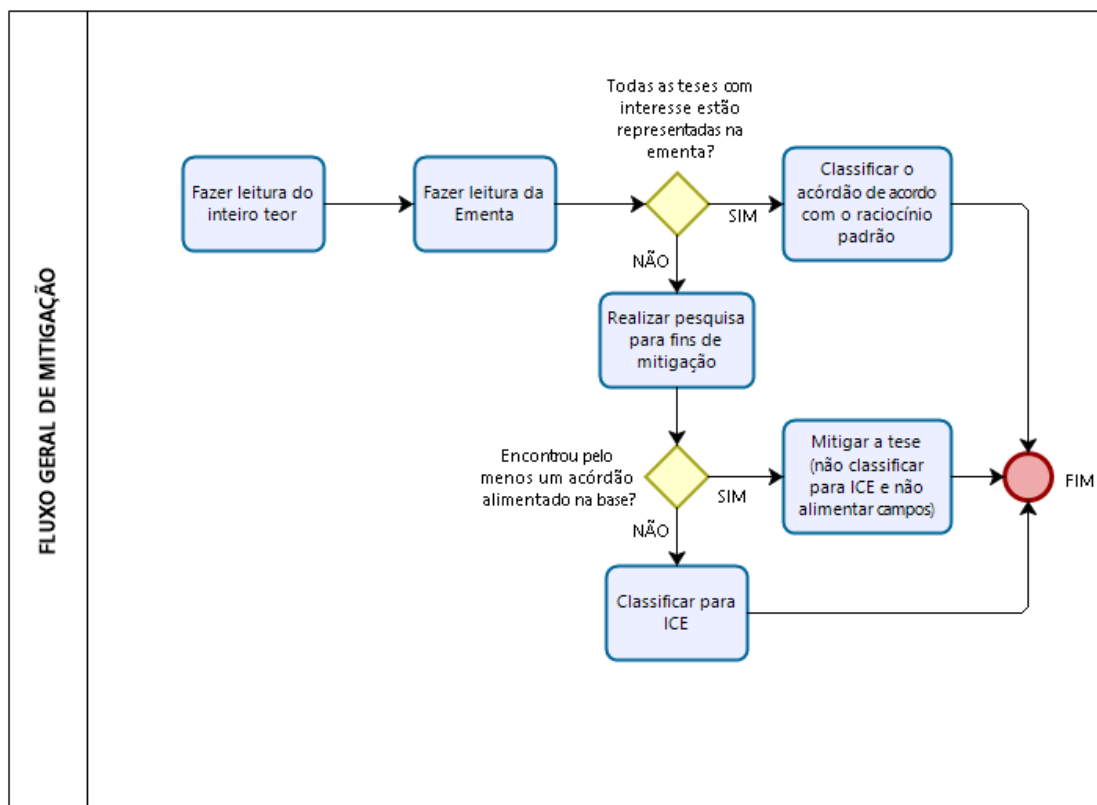 FLUXO GERAL DE MITIGAÇÃO
Fazer leitura do
inteiro teor
Fazer leitura da
Ementa
Todas as teses com
interesse estão
representadas na
ementa?
SIM
Classificar o
acórdão de acordo
com o raciocínio
padrão
NÃO
Realizar pesquisa
para fins de
mitigação
Encontrou pelo
menos um acórdão
alimentado na base?
SIM
Mitigar a tese
(não classificar
para ICE e não
alimentar campos)
FIM
NÃO
Classificar para
ICE